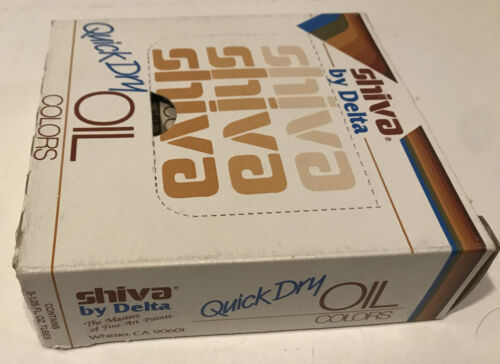 shiva®
by Delta
shiva
shiva
shiva
Quick Dry
OIL
COLORS
shiva®
by Delta
The Masters
of Fine Art Paints
Whittier, CA 90601
Quick Dry
OIL
COLORS
CONTAINS